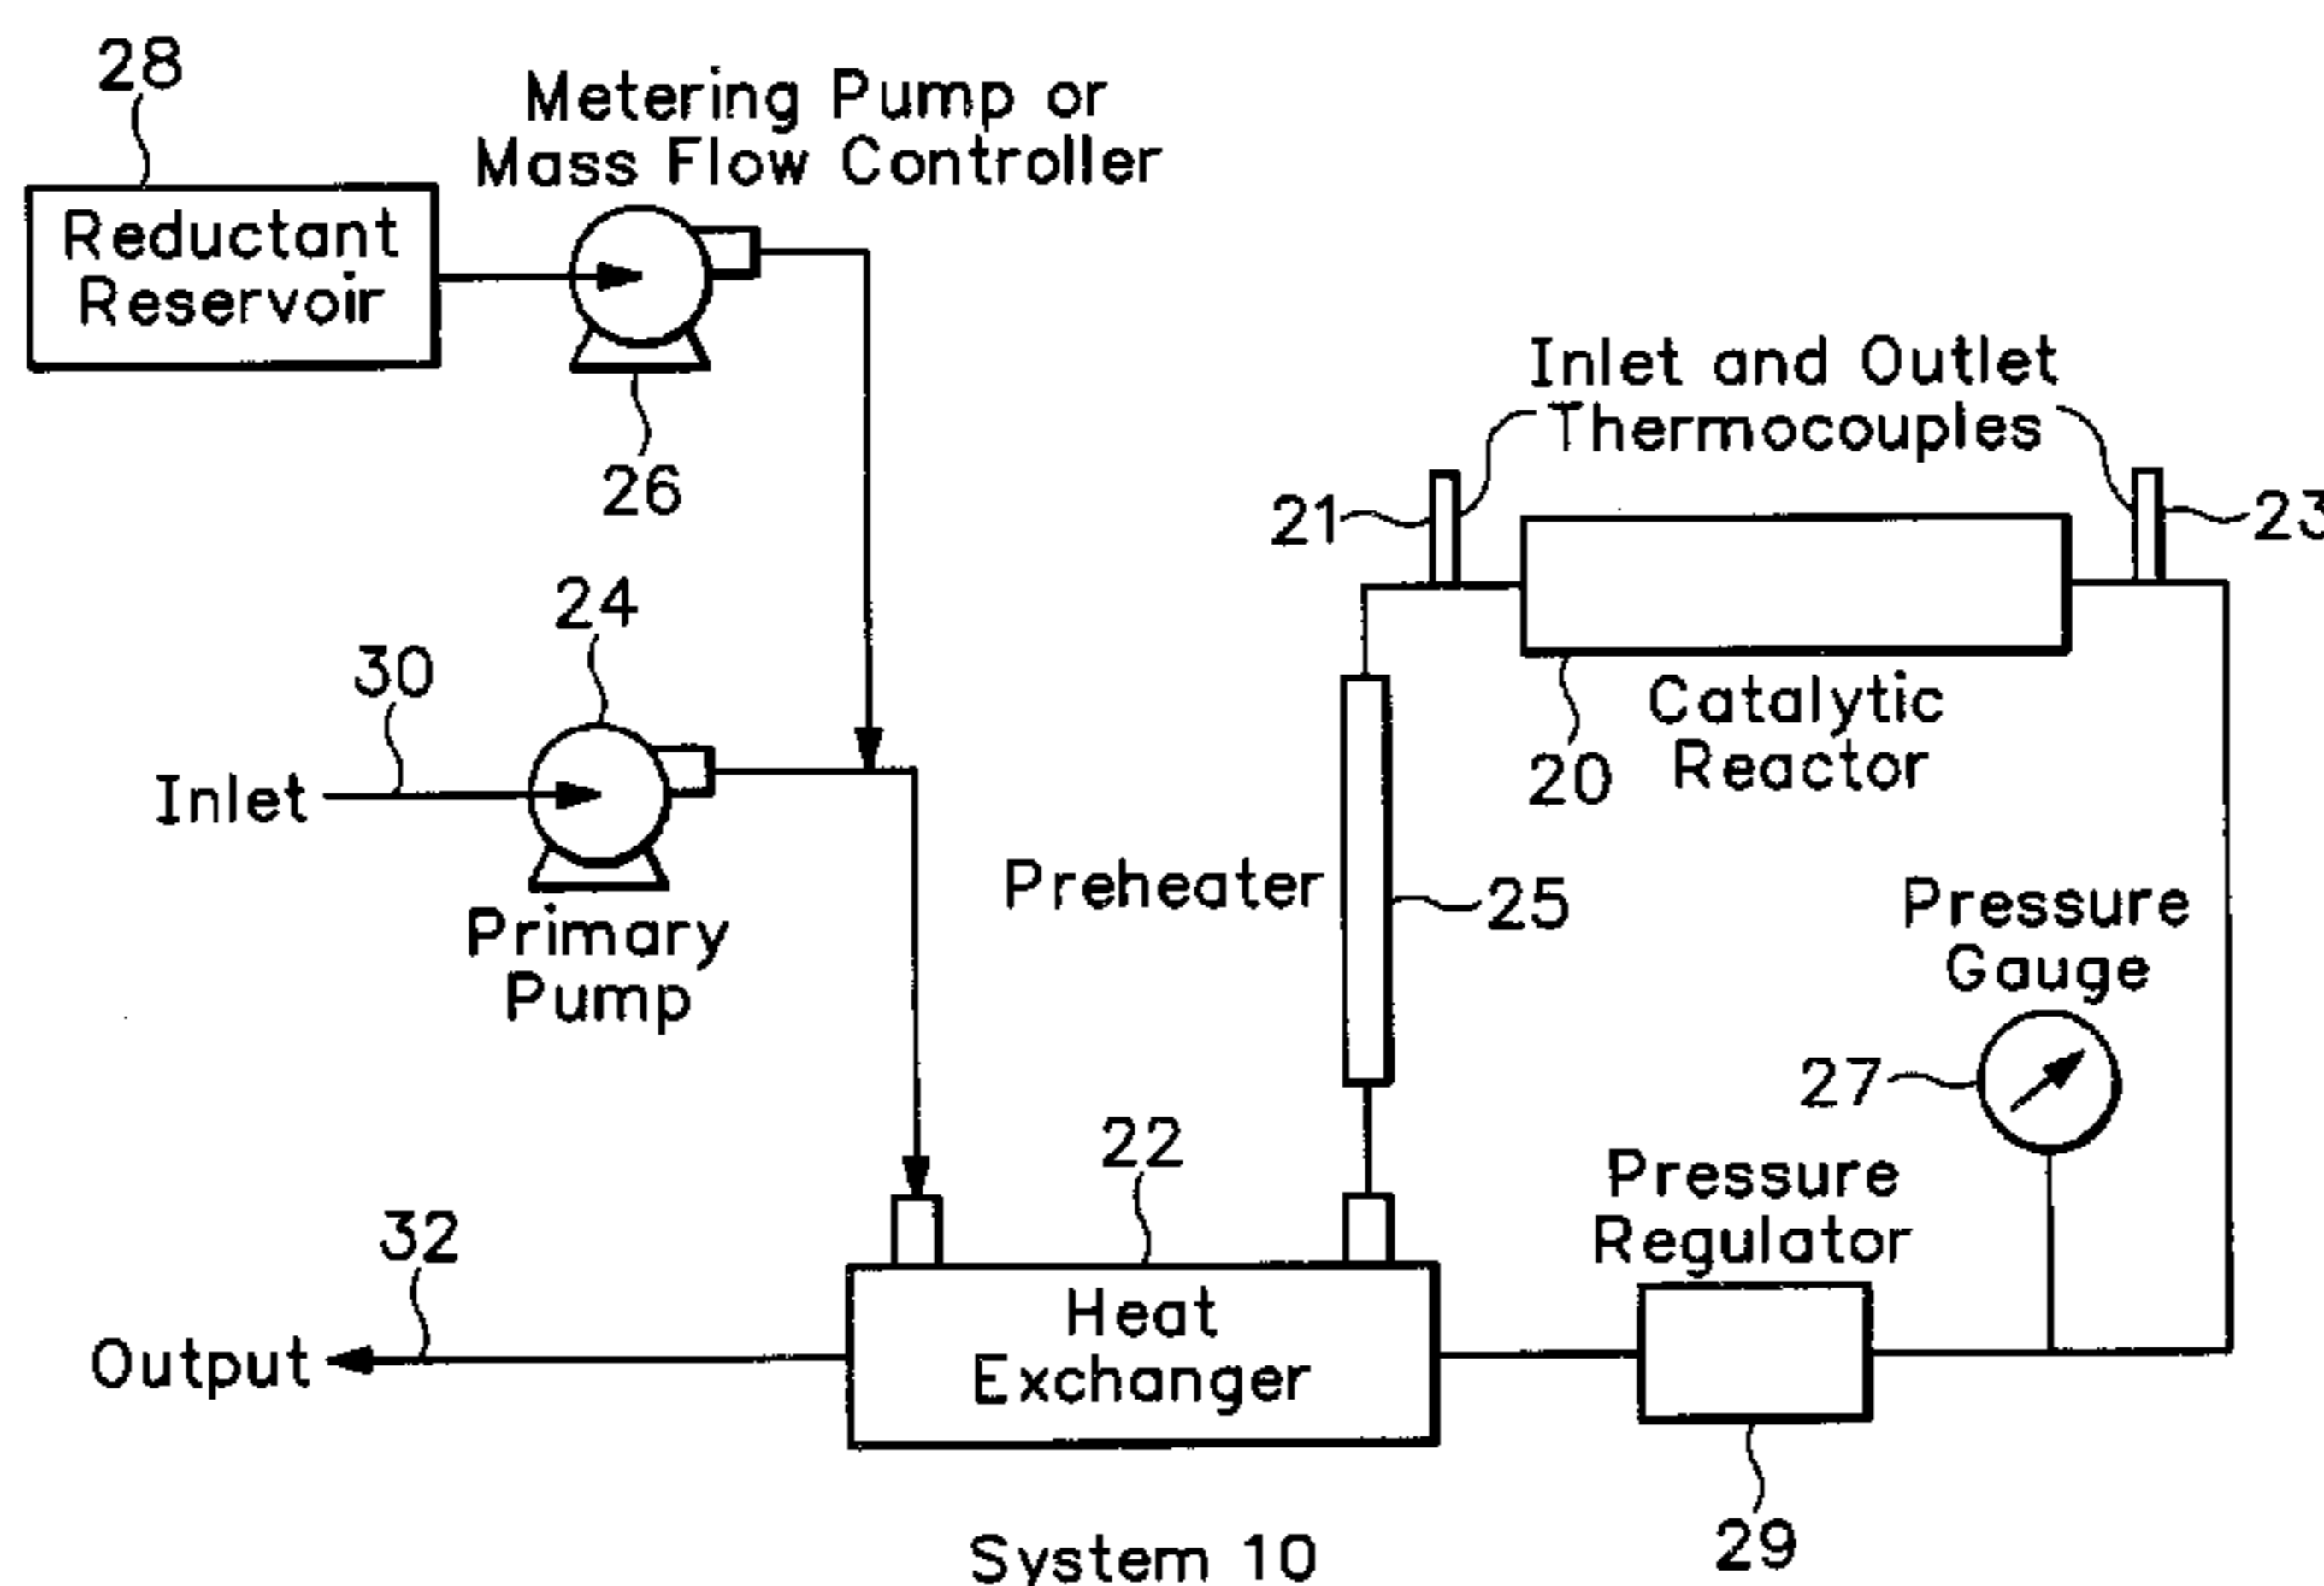 28
Metering Pump or
Mass Flow Controller
Reductant
Reservoir
26
Inlet and Outlet
Thermocouples
21
23
24
30
Inlet
Primary
Pump
20
Catalytic
Reactor
Preheater
25
Pressure
Gauge
27
22
Pressure
Regulator
32
Output
Heat
Exchanger
29
System 10